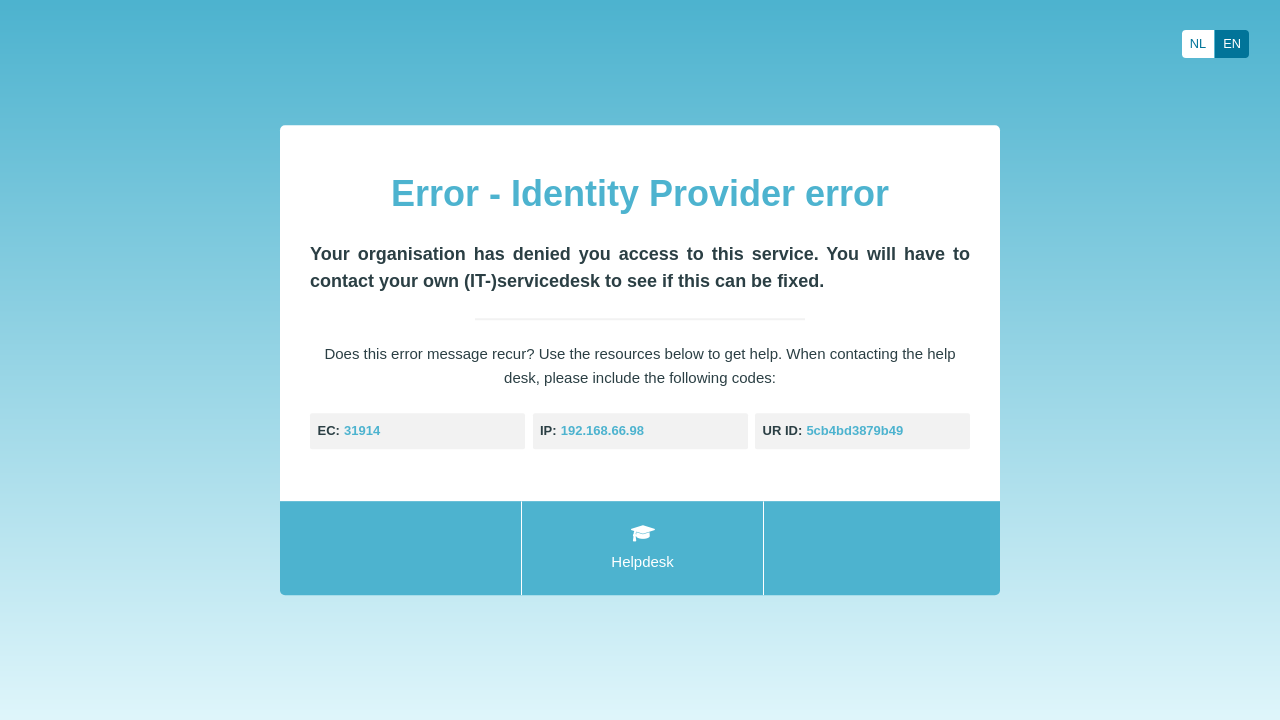 NL EN
Error - Identity Provider error
Your organisation has denied you access to this service. You will have to
contact your own (IT-)servicedesk to see if this can be fixed.
Does this error message recur? Use the resources below to get help. When contacting the help
desk, please include the following codes:
EC: 31914 IP: 192.168.66.98 UR ID: 5cb4bd3879b49
Helpdesk